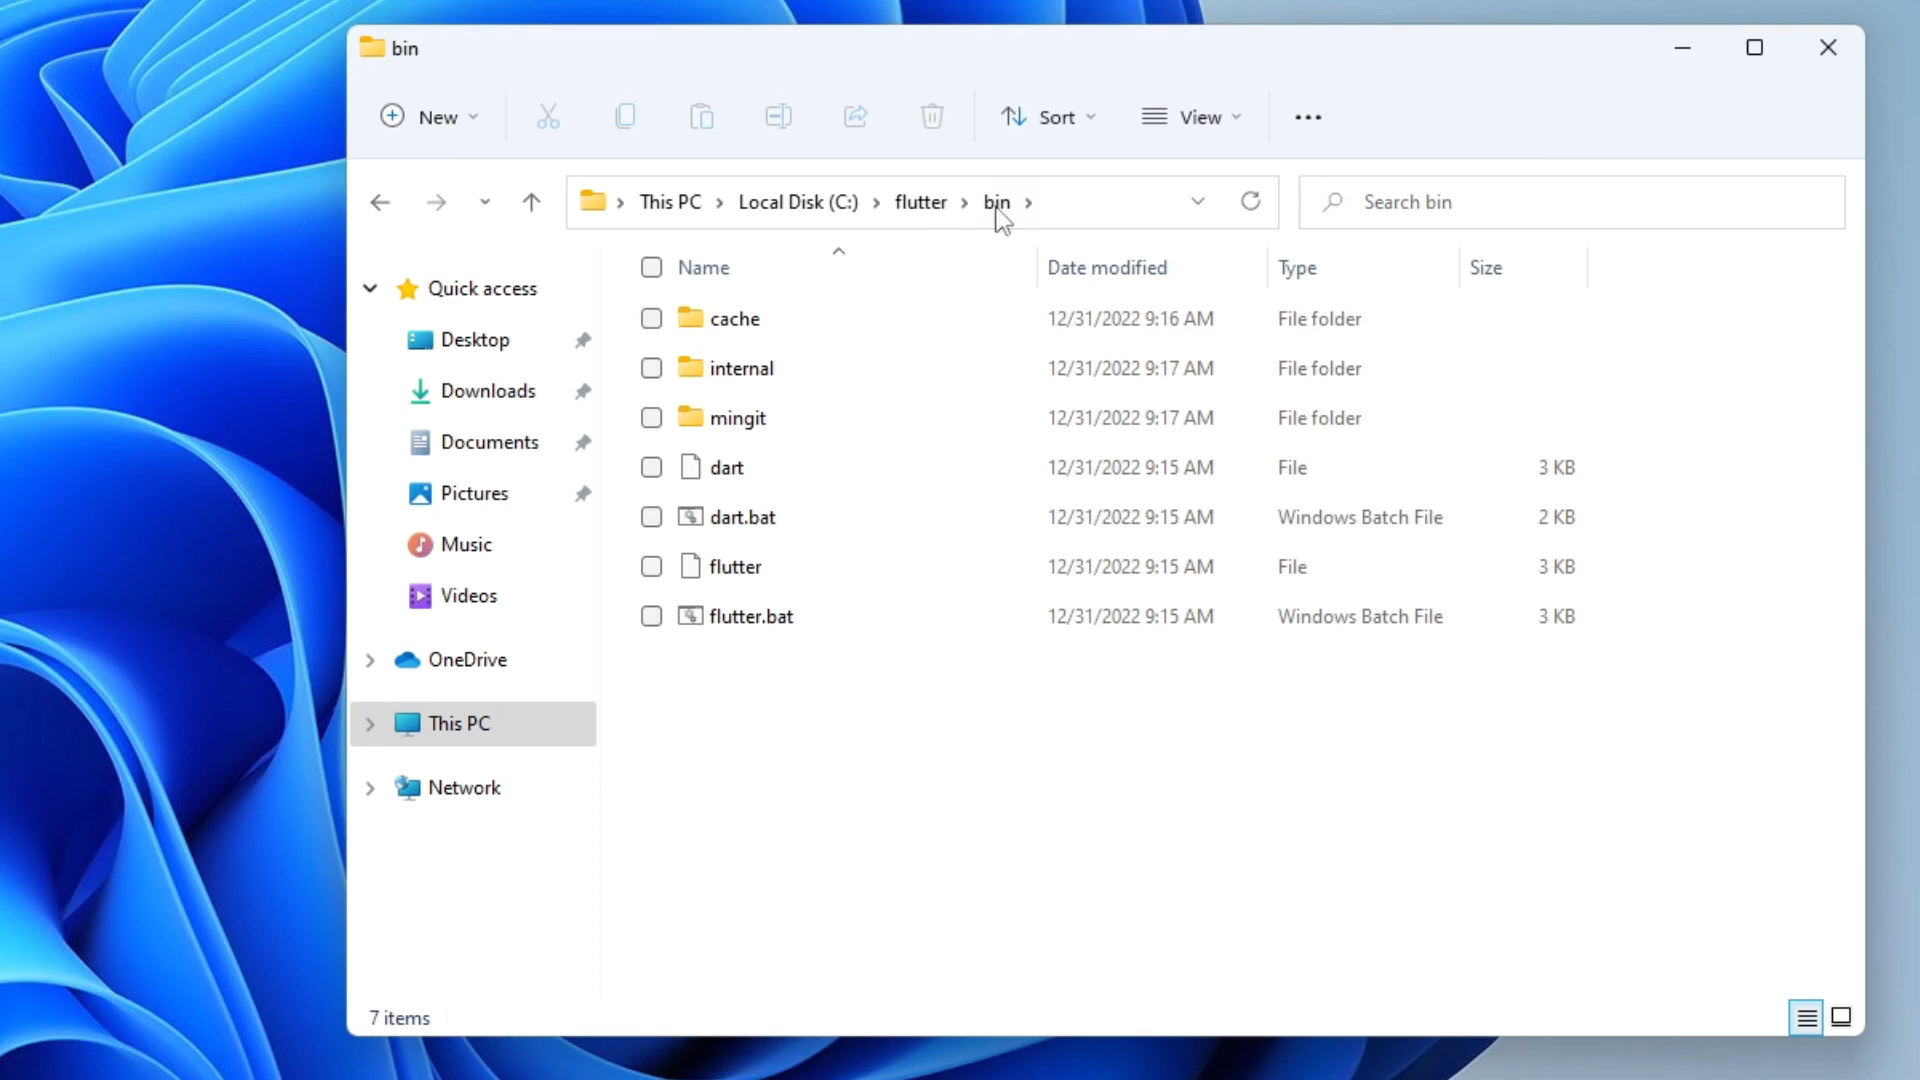 bin
New
Sort
View
This PC
Local Disk (C:)
flutter
bin
Search bin
Name
Date modified
Type
Size
Quick access
Desktop
Downloads
Documents
Pictures
Music
Videos
OneDrive
This PC
Network
cache 12/31/2022 9:16 AM File folder
internal 12/31/2022 9:17 AM File folder
mingit 12/31/2022 9:17 AM File folder
dart 12/31/2022 9:15 AM File 3 KB
dart.bat 12/31/2022 9:15 AM Windows Batch File 2 KB
flutter 12/31/2022 9:15 AM File 3 KB
flutter.bat 12/31/2022 9:15 AM Windows Batch File 3 KB
7 items